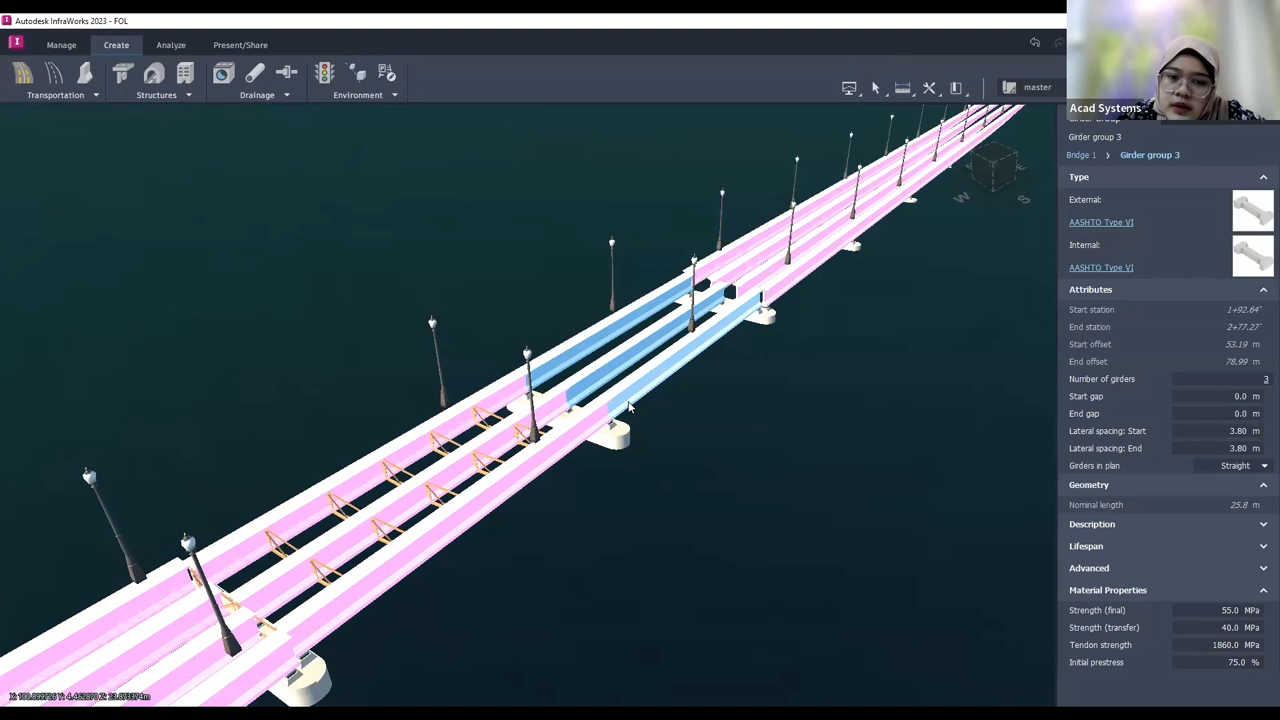 Autodesk InfraWorks 2023 - FOL
Manage
Create
Analyze
Present/Share
Transportation
Structures
Drainage
Environment
master
Acad Systems
Girder group 3
Bridge 1
Girder group 3
Type
External:
AASHTO Type VI
Internal:
AASHTO Type VI
Attributes
Start station 1+92.64'
End station 2+77.27'
Start offset 53.19 m
End offset 78.99 m
Number of girders 3
Start gap 0.0 m
End gap 0.0 m
Lateral spacing: Start 3.80 m
Lateral spacing: End 3.80 m
Girders in plan Straight
Geometry
Nominal length 25.8 m
Description
Lifespan
Advanced
Material Properties
Strength (final) 55.0 MPa
Strength (transfer) 40.0 MPa
Tendon strength 1860.0 MPa
Initial prestress 75.0 %
W
S